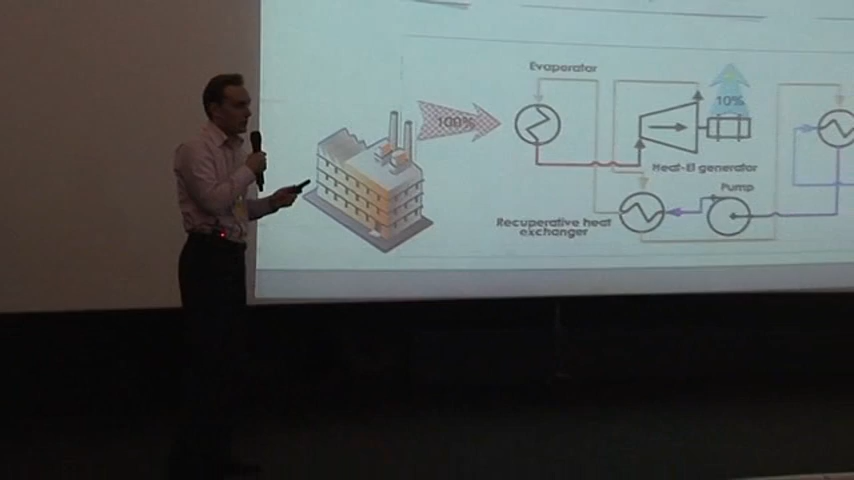 Evaporator
100%
10%
Heat-El generator
Pump
Recuperative heat
exchanger